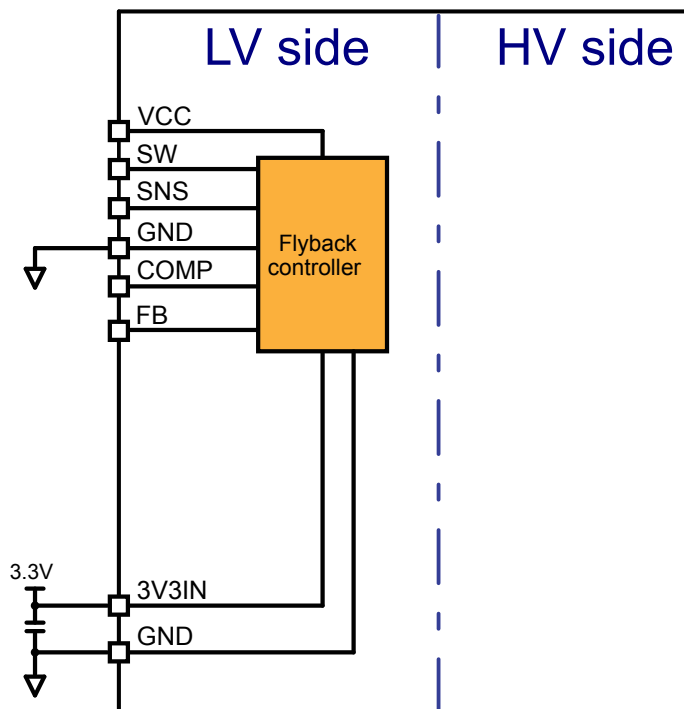 LV side
HV side
VCC
SW
SNS
GND
COMP
FB
Flyback
controller
3.3V
3V3IN
GND